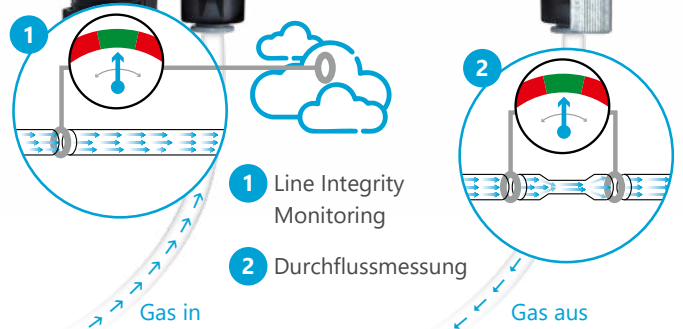 1
2
1 Line Integrity
Monitoring
2 Durchflussmessung
Gas in
Gas aus